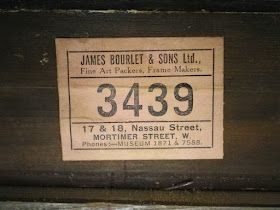 JAMES BOURLET & SONS Ltd.,
Fine Art Packers, Frame Makers.
3439
17 & 18, Nassau Street,
MORTIMER STREET, W.
Phones:—MUSEUM 1871 & 7588.